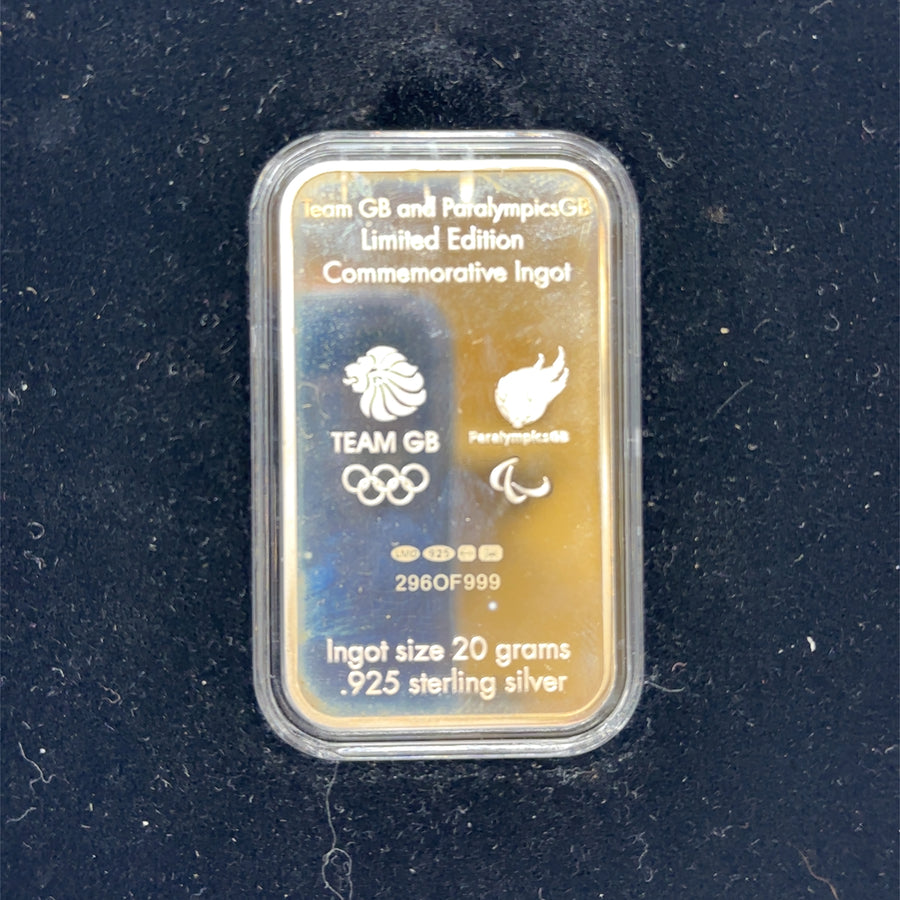 Team GB and ParalympicsGB
Limited Edition
Commemorative Ingot
TEAM GB
ParalympicsGB
925
296OF999
Ingot size 20 grams
.925 sterling silver